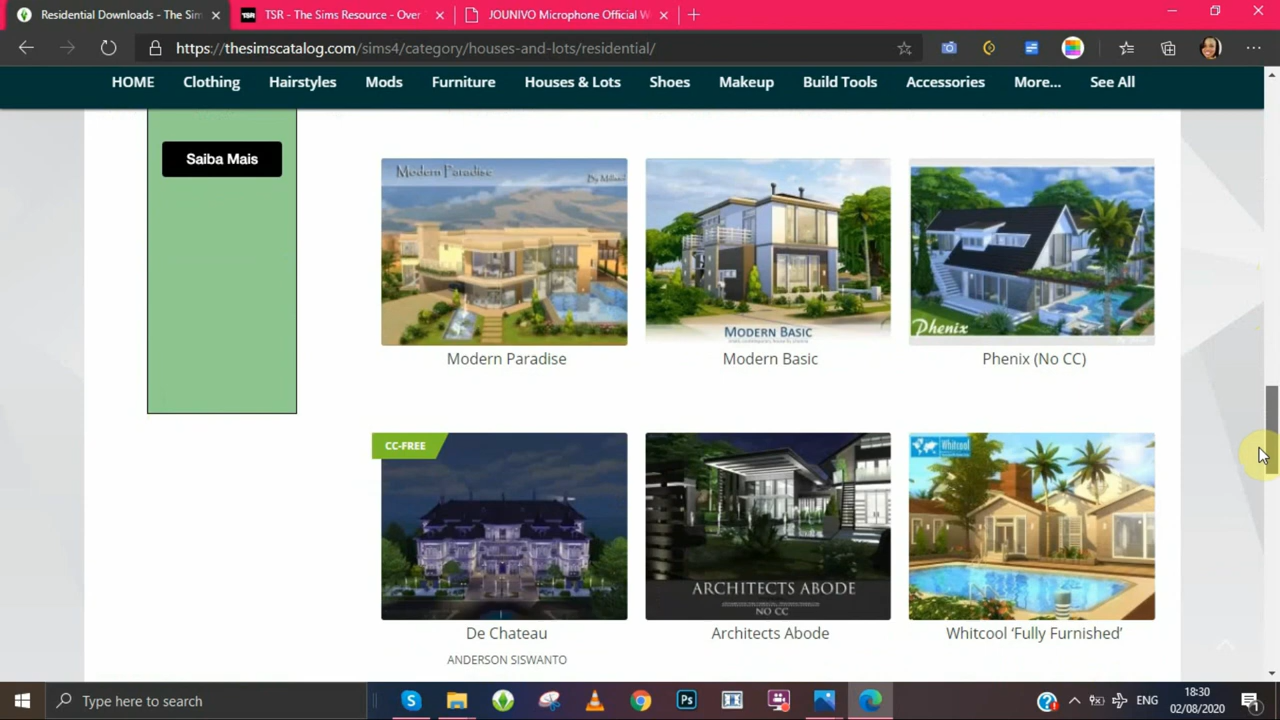 Residential Downloads - The Sim
TSR - The Sims Resource - Over
JOUNIVO Microphone Official W
https://thesimscatalog.com/sims4/category/houses-and-lots/residential/
HOME Clothing Hairstyles Mods Furniture Houses & Lots Shoes Makeup Build Tools Accessories More... See All
Saiba Mais
Modern Paradise
MODERN BASIC
Phenix
Modern Paradise Modern Basic Phenix (No CC)
CC-FREE
Whitcool
ARCHITECTS ABODE
NO CC
De Chateau Architects Abode Whitcool ‘Fully Furnished’
ANDERSON SISWANTO
Type here to search
ENG
18:30
02/08/2020